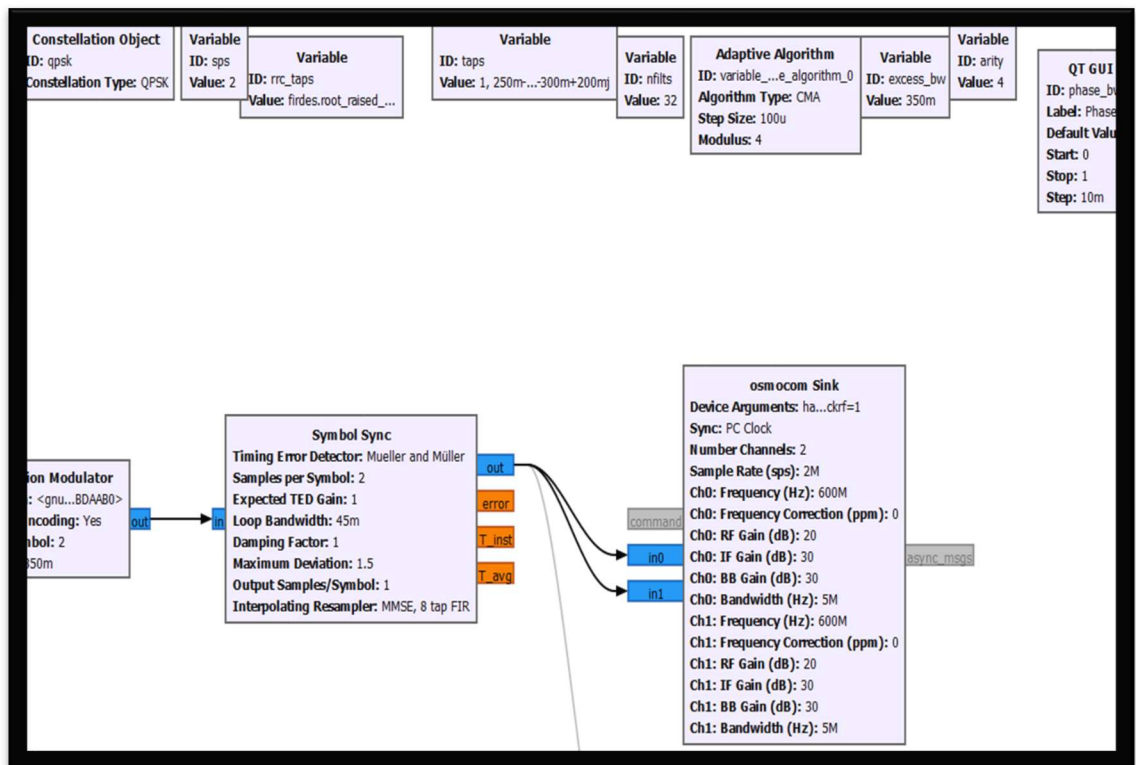 Constellation Object
ID: qpsk
Constellation Type: QPSK
Variable
ID: sps
Value: 2
Variable
ID: rrc_taps
Value: firdes.root_raised_...
Variable
ID: taps
Value: 1, 250m-...-300m+200mj
Variable
ID: nfilts
Value: 32
Adaptive Algorithm
ID: variable_...e_algorithm_0
Algorithm Type: CMA
Step Size: 100u
Modulus: 4
Variable
ID: excess_bw
Value: 350m
Variable
ID: arity
Value: 4
QT GUI
ID: phase_bw
Label: Phase
Default Valu
Start: 0
Stop: 1
Step: 10m
ion Modulator
: <gnu...BDAAB0>
ncoding: Yes
nbol: 2
350m
out
in
Symbol Sync
Timing Error Detector: Mueller and Müller
Samples per Symbol: 2
Expected TED Gain: 1
Loop Bandwidth: 45m
Damping Factor: 1
Maximum Deviation: 1.5
Output Samples/Symbol: 1
Interpolating Resampler: MMSE, 8 tap FIR
out
error
T_inst
T_avg
command
in0
in1
osmocom Sink
Device Arguments: ha...ckrf=1
Sync: PC Clock
Number Channels: 2
Sample Rate (sps): 2M
Ch0: Frequency (Hz): 600M
Ch0: Frequency Correction (ppm): 0
Ch0: RF Gain (dB): 20
Ch0: IF Gain (dB): 30
Ch0: BB Gain (dB): 30
Ch0: Bandwidth (Hz): 5M
Ch1: Frequency (Hz): 600M
Ch1: Frequency Correction (ppm): 0
Ch1: RF Gain (dB): 20
Ch1: IF Gain (dB): 30
Ch1: BB Gain (dB): 30
Ch1: Bandwidth (Hz): 5M
async_msgs